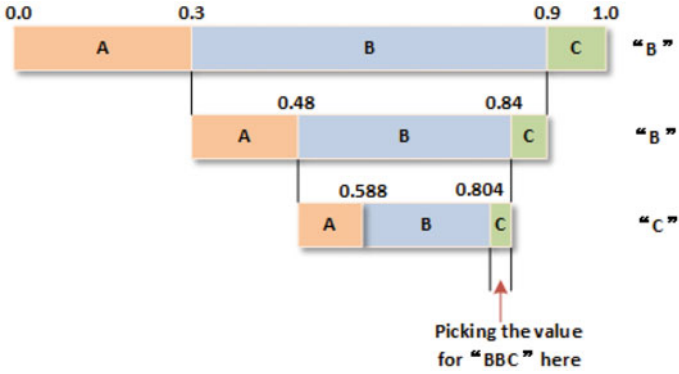 0.0 0.3 0.9 1.0
A B C “B”
0.48 0.84
A B C “B”
0.588 0.804
A B C “C”
Picking the value
for “BBC” here